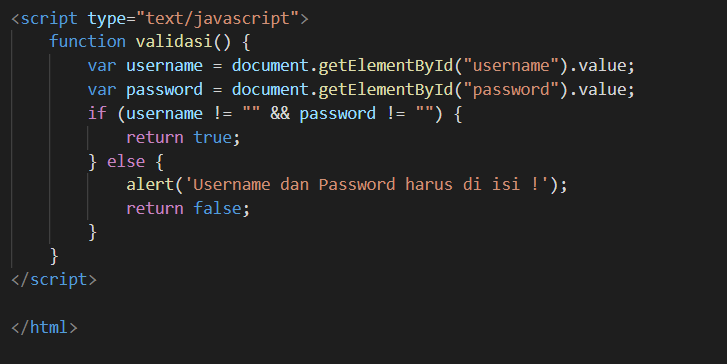 <script type="text/javascript">
    function validasi() {
        var username = document.getElementById("username").value;
        var password = document.getElementById("password").value;
        if (username != "" && password != "") {
            return true;
        } else {
            alert('Username dan Password harus di isi !');
            return false;
        }
    }
</script>

</html>